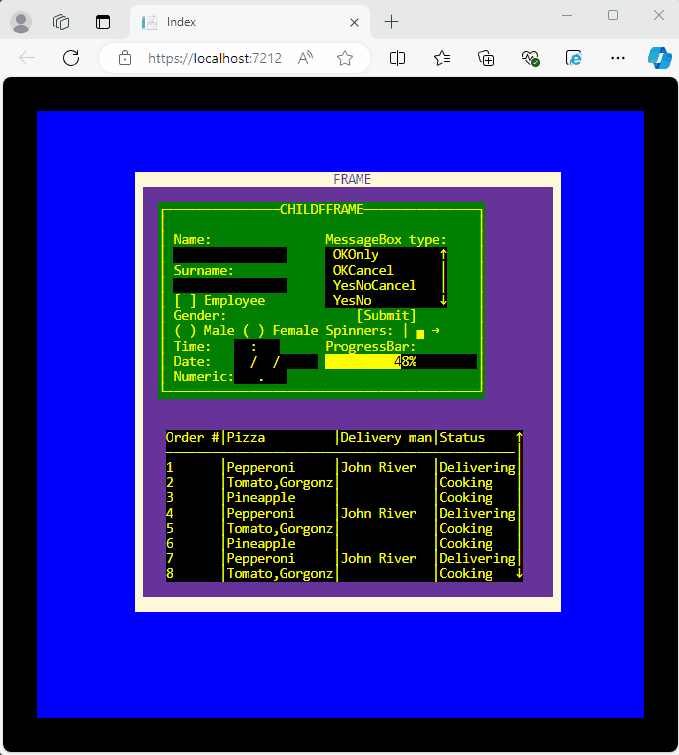 Index
https://localhost:7212
FRAME
CHILDFFRAME
Name: MessageBox type:
OKOnly ↑
Surname: OKCancel
YesNoCancel
[ ] Employee YesNo ↓
Gender: [Submit]
( ) Male ( ) Female Spinners: | ▄ →
Time: : ProgressBar:
Date: / / 48%
Numeric: .
Order #|Pizza |Delivery man|Status ↑
1 |Pepperoni |John River |Delivering|
2 |Tomato,Gorgonz| |Cooking |
3 |Pineapple | |Cooking |
4 |Pepperoni |John River |Delivering|
5 |Tomato,Gorgonz| |Cooking |
6 |Pineapple | |Cooking |
7 |Pepperoni |John River |Delivering|
8 |Tomato,Gorgonz| |Cooking ↓